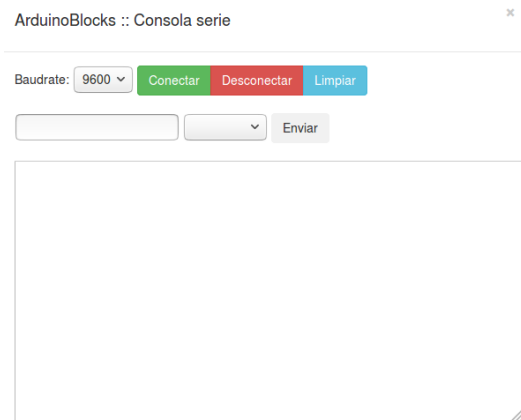 ArduinoBlocks :: Consola serie ×
Baudrate: 9600 Conectar Desconectar Limpiar
Enviar